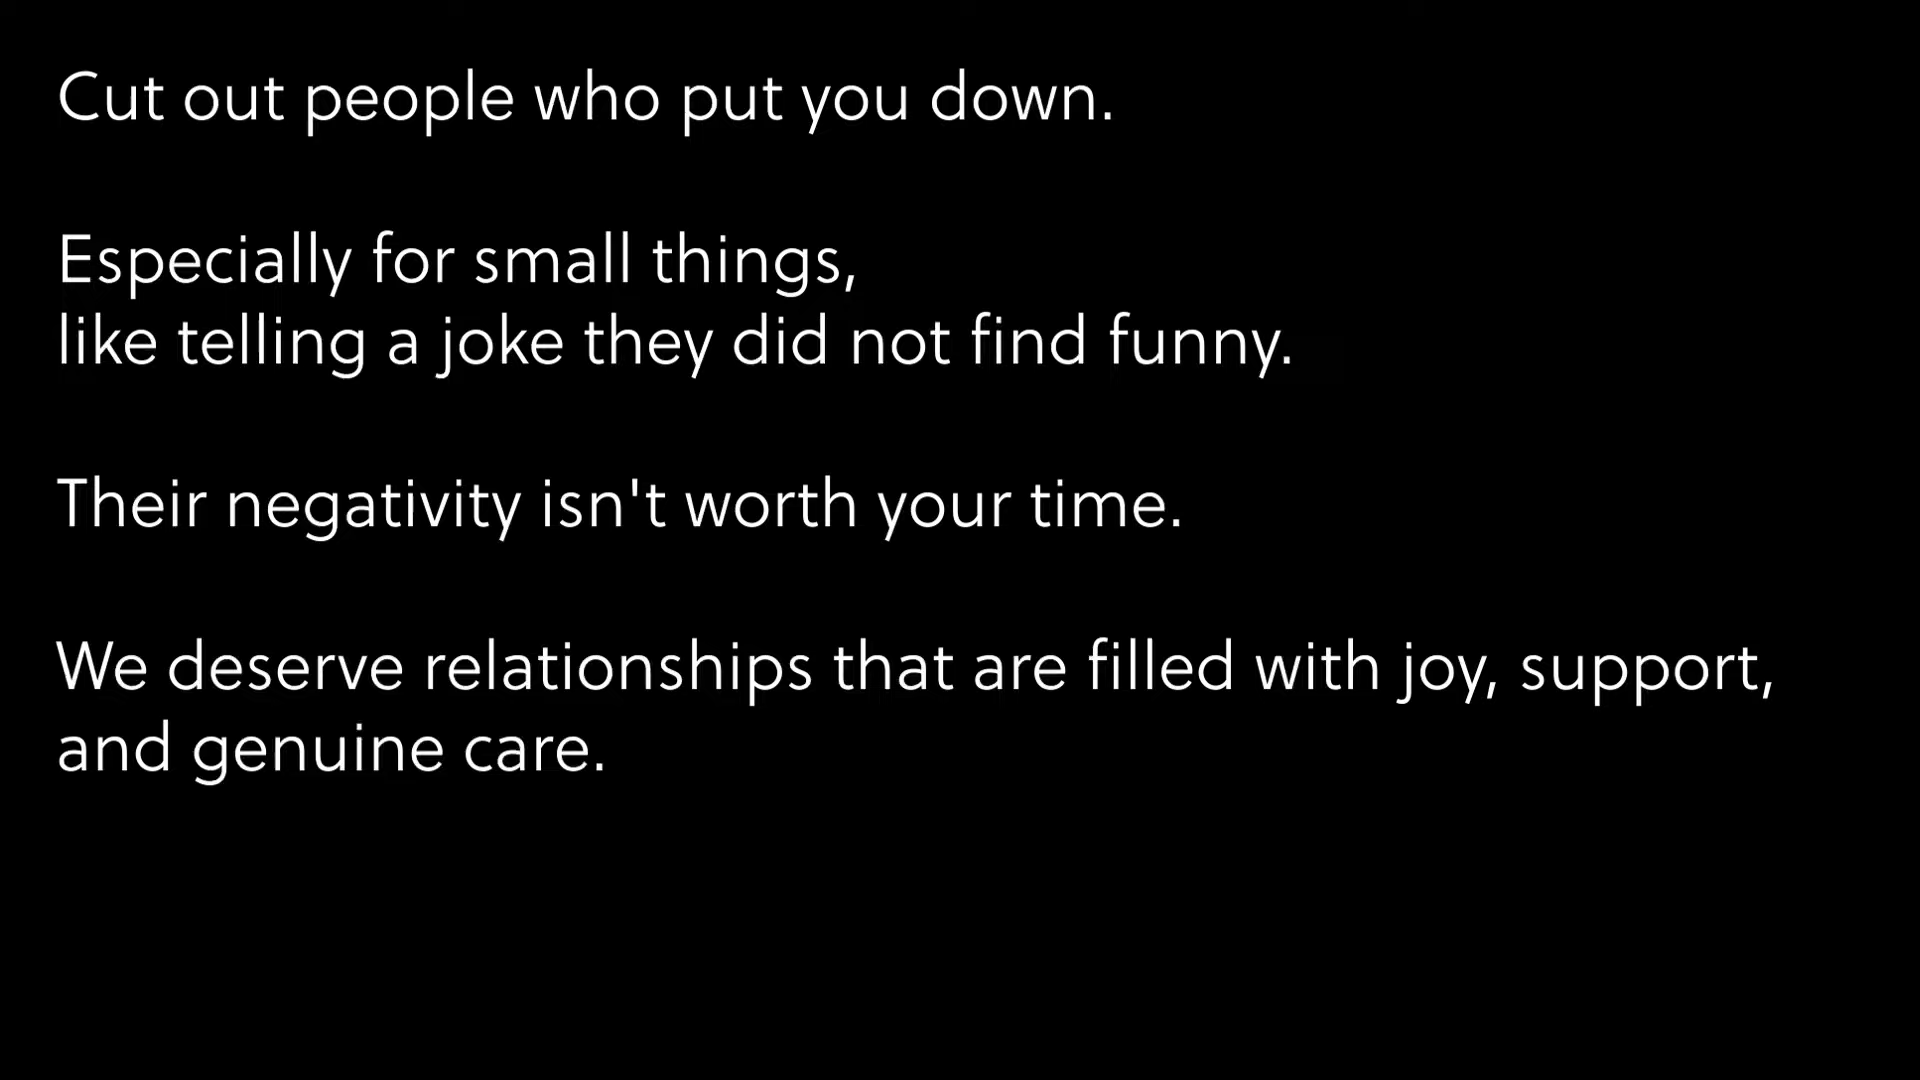 Cut out people who put you down.
Especially for small things,
like telling a joke they did not find funny.
Their negativity isn't worth your time.
We deserve relationships that are filled with joy, support,
and genuine care.